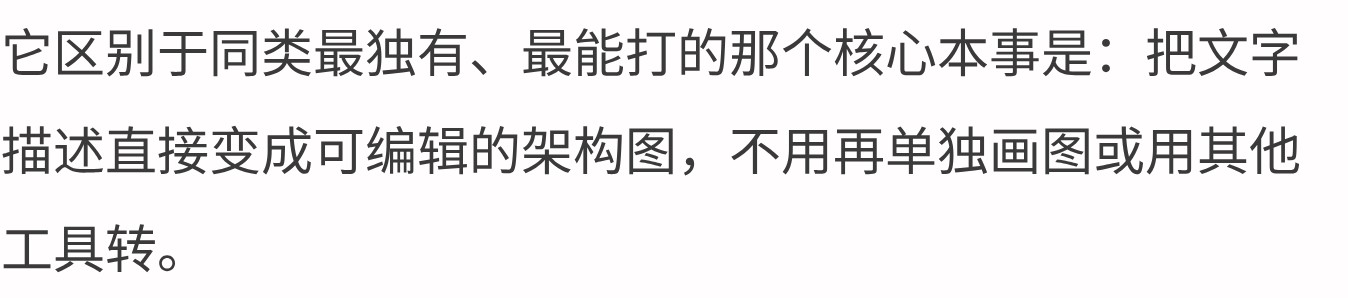 它区别于同类最独有、最能打的那个核心本事是：把文字
描述直接变成可编辑的架构图，不用再单独画图或用其他
工具转。